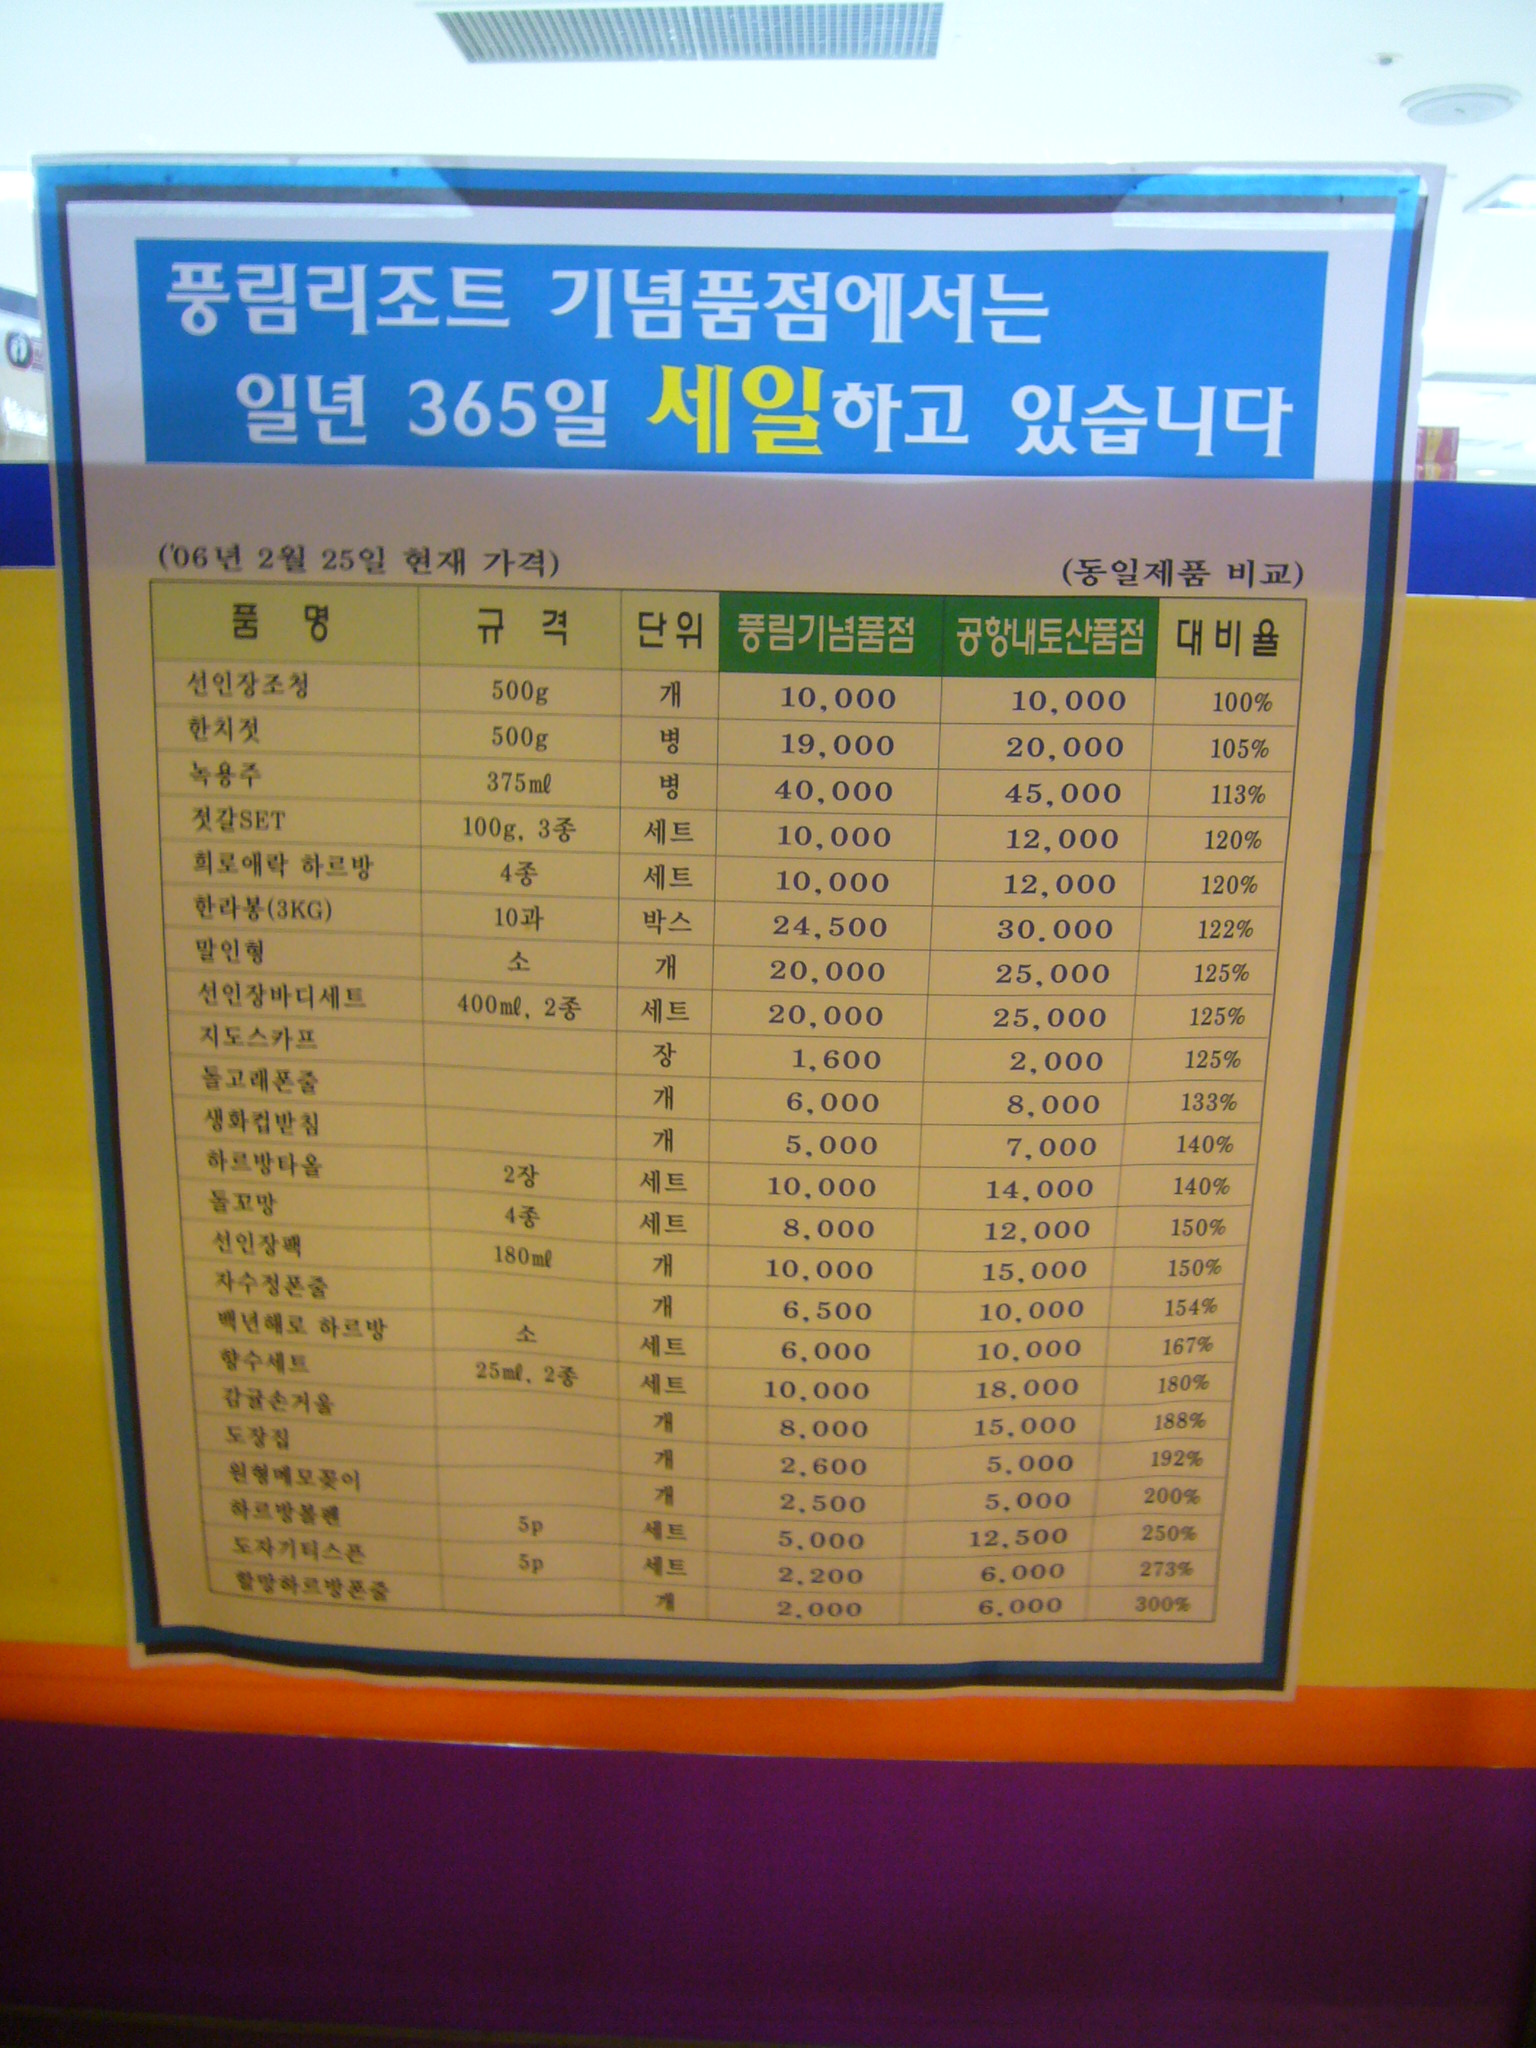 풍림리조트 기념품점에서는
일년 365일 세일하고 있습니다
('06년 2월 25일 현재 가격) (동일제품 비교)
품 명 규 격 단위 풍림기념품점 공항내토산품점 대비율
선인장조청 500g 개 10,000 10,000 100%
한치젓 500g 병 19,000 20,000 105%
녹용주 375㎖ 병 40,000 45,000 113%
젓갈SET 100g, 3종 세트 10,000 12,000 120%
희로애락 하르방 4종 세트 10,000 12,000 120%
한라봉(3KG) 10과 박스 24,500 30.000 122%
말인형 소 개 20,000 25,000 125%
선인장바디세트 400㎖, 2종 세트 20,000 25,000 125%
지도스카프 장 1,600 2,000 125%
돌고래폰줄 개 6,000 8,000 133%
생화컵받침 개 5,000 7,000 140%
하르방타올 2장 세트 10,000 14,000 140%
돌꼬망 4종 세트 8,000 12,000 150%
선인장팩 180㎖ 개 10,000 15,000 150%
자수정폰줄 개 6,500 10,000 154%
백년해로 하르방 소 세트 6,000 10,000 167%
향수세트 25㎖, 2종 세트 10,000 18,000 180%
감귤손거울 개 8,000 15,000 188%
도장집 개 2,600 5,000 192%
원형메모꽂이 개 2,500 5,000 200%
하르방볼펜 5p 세트 5,000 12,500 250%
도자기티스푼 5p 세트 2,200 6,000 273%
할망하르방폰줄 개 2,000 6,000 300%